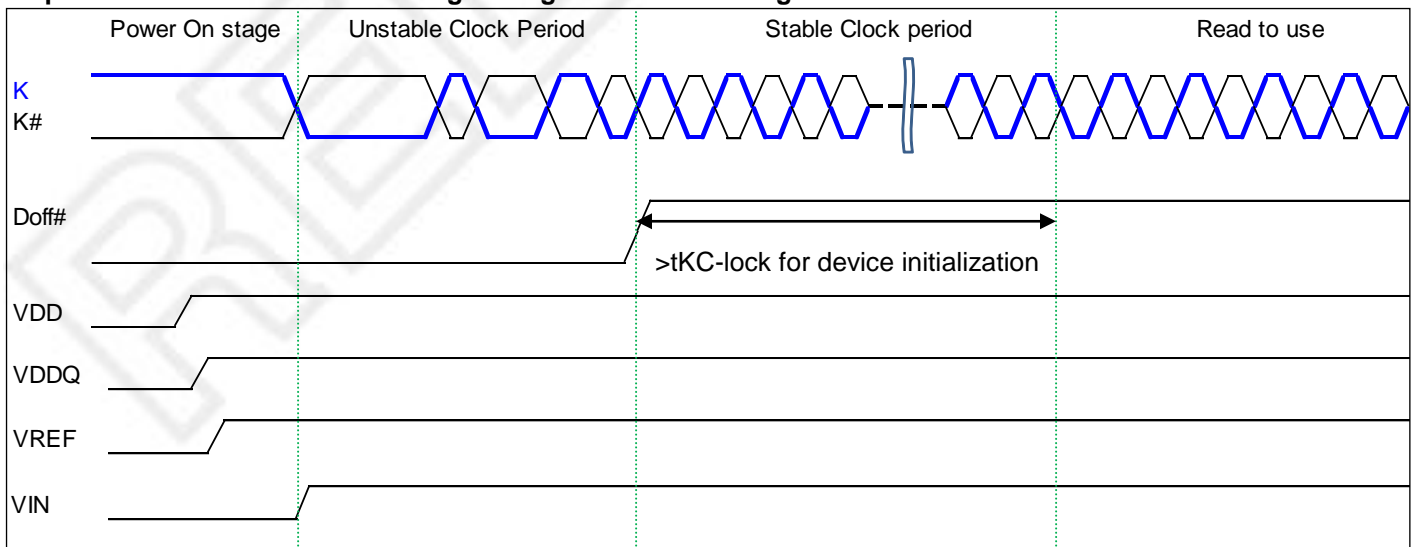 Power On stage
Unstable Clock Period
Stable Clock period
Read to use
K
K#
Doff#
>tKC-lock for device initialization
VDD
VDDQ
VREF
VIN